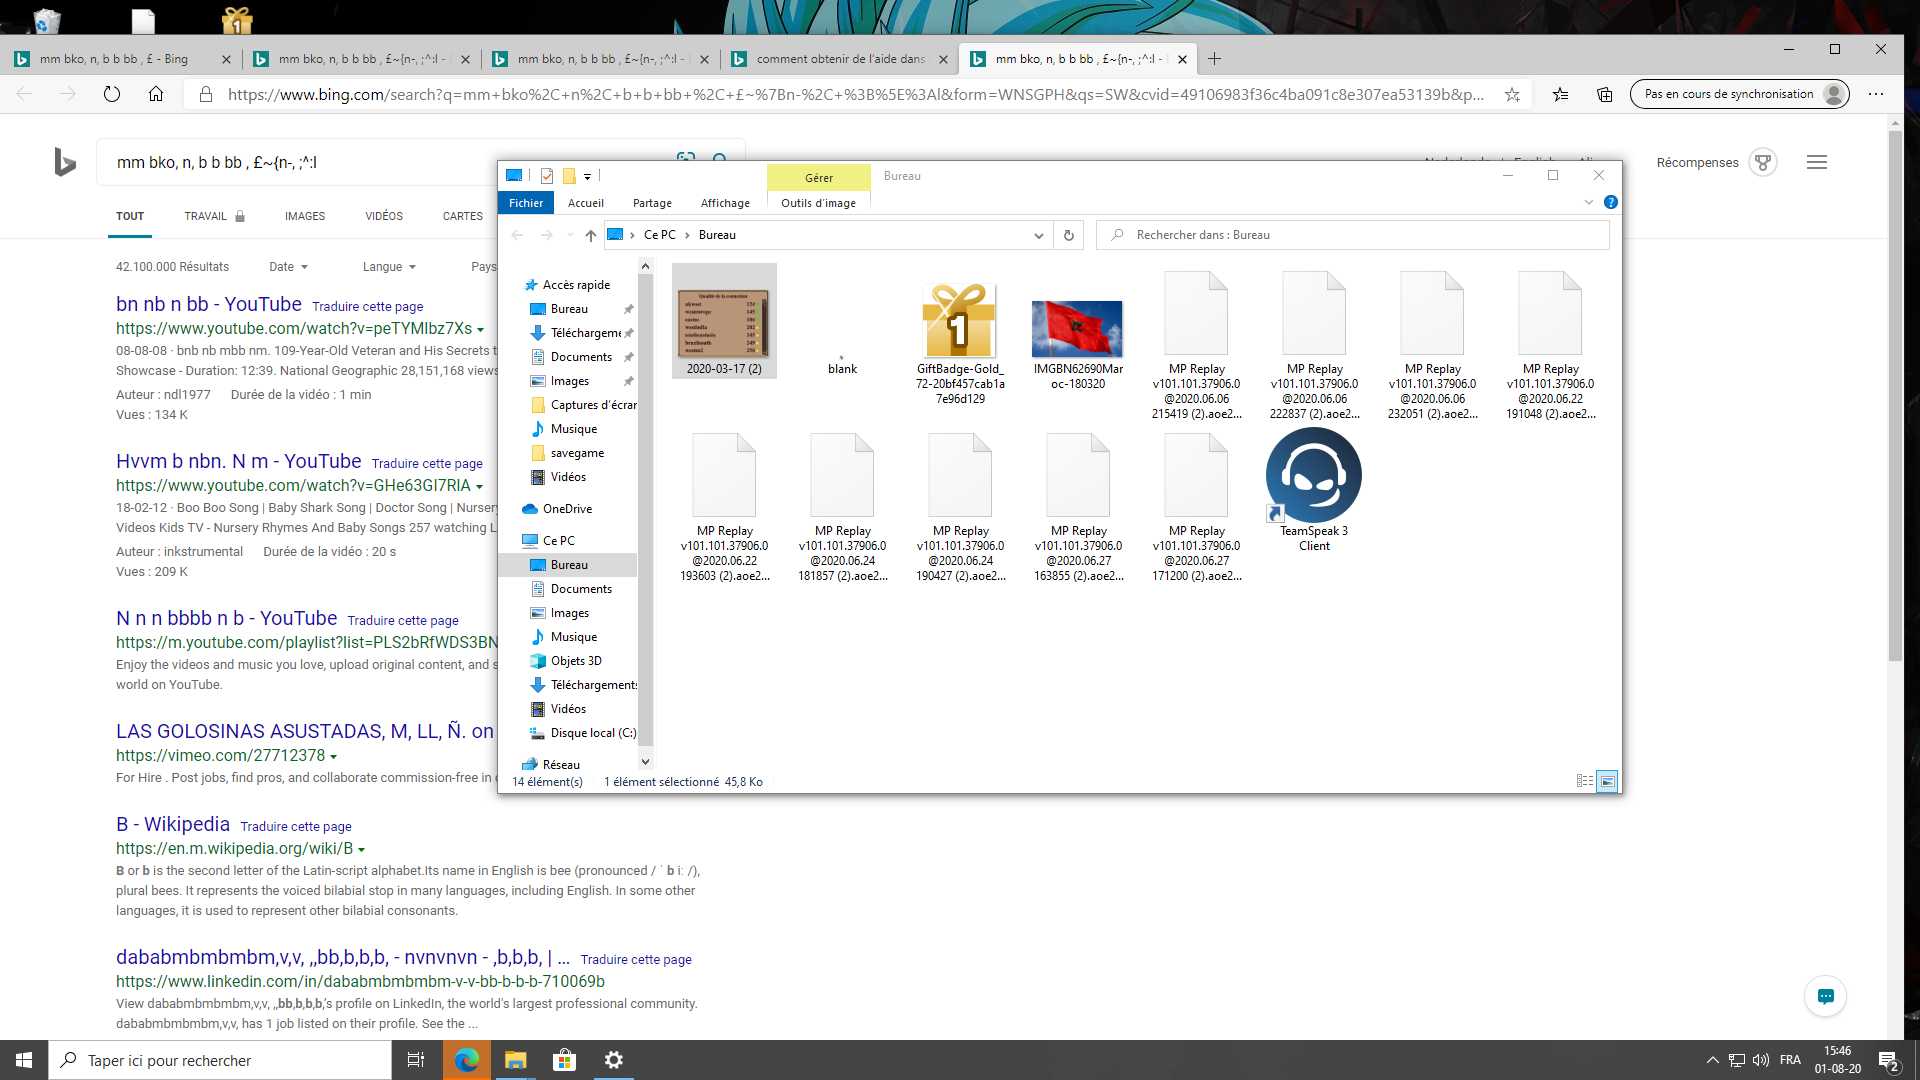 mm bko, n, b b bb , £ - Bing
mm bko, n, b b bb , £~{n-, ;^:l -
mm bko, n, b b bb , £~{n-, ;^:l -
comment obtenir de l'aide dans
mm bko, n, b b bb , £~{n-, ;^:l -
https://www.bing.com/search?q=mm+bko%2C+n%2C+b+b+bb+%2C+£~%7Bn-%2C+%3B%5E%3Al&form=WNSGPH&qs=SW&cvid=49106983f36c4ba091c8e307ea53139b&p...
Pas en cours de synchronisation
mm bko, n, b b bb , £~{n-, ;^:l
Récompenses
TOUT
TRAVAIL
IMAGES
VIDÉOS
CARTES
42.100.000 Résultats
Date
Langue
Pays
bn nb n bb - YouTube Traduire cette page
https://www.youtube.com/watch?v=peTYMlbz7Xs
08-08-08 · bnb nb mbb nm. 109-Year-Old Veteran and His Secrets t
Showcase - Duration: 12:39. National Geographic 28,151,168 views
Auteur : ndl1977 Durée de la vidéo : 1 min
Vues : 134 K
Hvvm b nbn. N m - YouTube Traduire cette page
https://www.youtube.com/watch?v=GHe63Gl7RlA
18-02-12 · Boo Boo Song | Baby Shark Song | Doctor Song | Nursery
Videos Kids TV - Nursery Rhymes And Baby Songs 257 watching L
Auteur : inkstrumental Durée de la vidéo : 20 s
Vues : 209 K
N n n bbbb n b - YouTube Traduire cette page
https://m.youtube.com/playlist?list=PLS2bRfWDS3BN
Enjoy the videos and music you love, upload original content, and s
world on YouTube.
LAS GOLOSINAS ASUSTADAS, M, LL, Ñ. on
https://vimeo.com/27712378
For Hire . Post jobs, find pros, and collaborate commission-free in
B - Wikipedia Traduire cette page
https://en.m.wikipedia.org/wiki/B
B or b is the second letter of the Latin-script alphabet.Its name in English is bee (pronounced / ˈ b iː /),
plural bees. It represents the voiced bilabial stop in many languages, including English. In some other
languages, it is used to represent other bilabial consonants.
dababmbmbmbm,v,v, ,,bb,b,b,b, - nvnvnvn - ,b,b,b, | ... Traduire cette page
https://www.linkedin.com/in/dababmbmbmbm-v-v-bb-b-b-b-710069b
View dababmbmbmbm,v,v, ,,bb,b,b,b,'s profile on LinkedIn, the world's largest professional community.
dababmbmbmbm,v,v, has 1 job listed on their profile. See the ...
Gérer
Bureau
Fichier
Accueil
Partage
Affichage
Outils d'image
Ce PC
Bureau
Rechercher dans : Bureau
Accès rapide
Bureau
Téléchargeme
Documents
Images
Captures d'écrar
Musique
savegame
Vidéos
OneDrive
Ce PC
Bureau
Documents
Images
Musique
Objets 3D
Téléchargements
Vidéos
Disque local (C:)
Réseau
Qualité de la connexion
2020-03-17 (2)
blank
1
GiftBadge-Gold_
72-20bf457cab1a
7e96d129
IMGBN62690Mar
oc-180320
MP Replay
v101.101.37906.0
@2020.06.06
215419 (2).aoe2...
MP Replay
v101.101.37906.0
@2020.06.06
222837 (2).aoe2...
MP Replay
v101.101.37906.0
@2020.06.06
232051 (2).aoe2...
MP Replay
v101.101.37906.0
@2020.06.22
191048 (2).aoe2...
MP Replay
v101.101.37906.0
@2020.06.22
193603 (2).aoe2...
MP Replay
v101.101.37906.0
@2020.06.24
181857 (2).aoe2...
MP Replay
v101.101.37906.0
@2020.06.24
190427 (2).aoe2...
MP Replay
v101.101.37906.0
@2020.06.27
163855 (2).aoe2...
MP Replay
v101.101.37906.0
@2020.06.27
171200 (2).aoe2...
TeamSpeak 3
Client
14 élément(s)
1 élément sélectionné 45,8 Ko
Taper ici pour rechercher
FRA
15:46
01-08-20
2